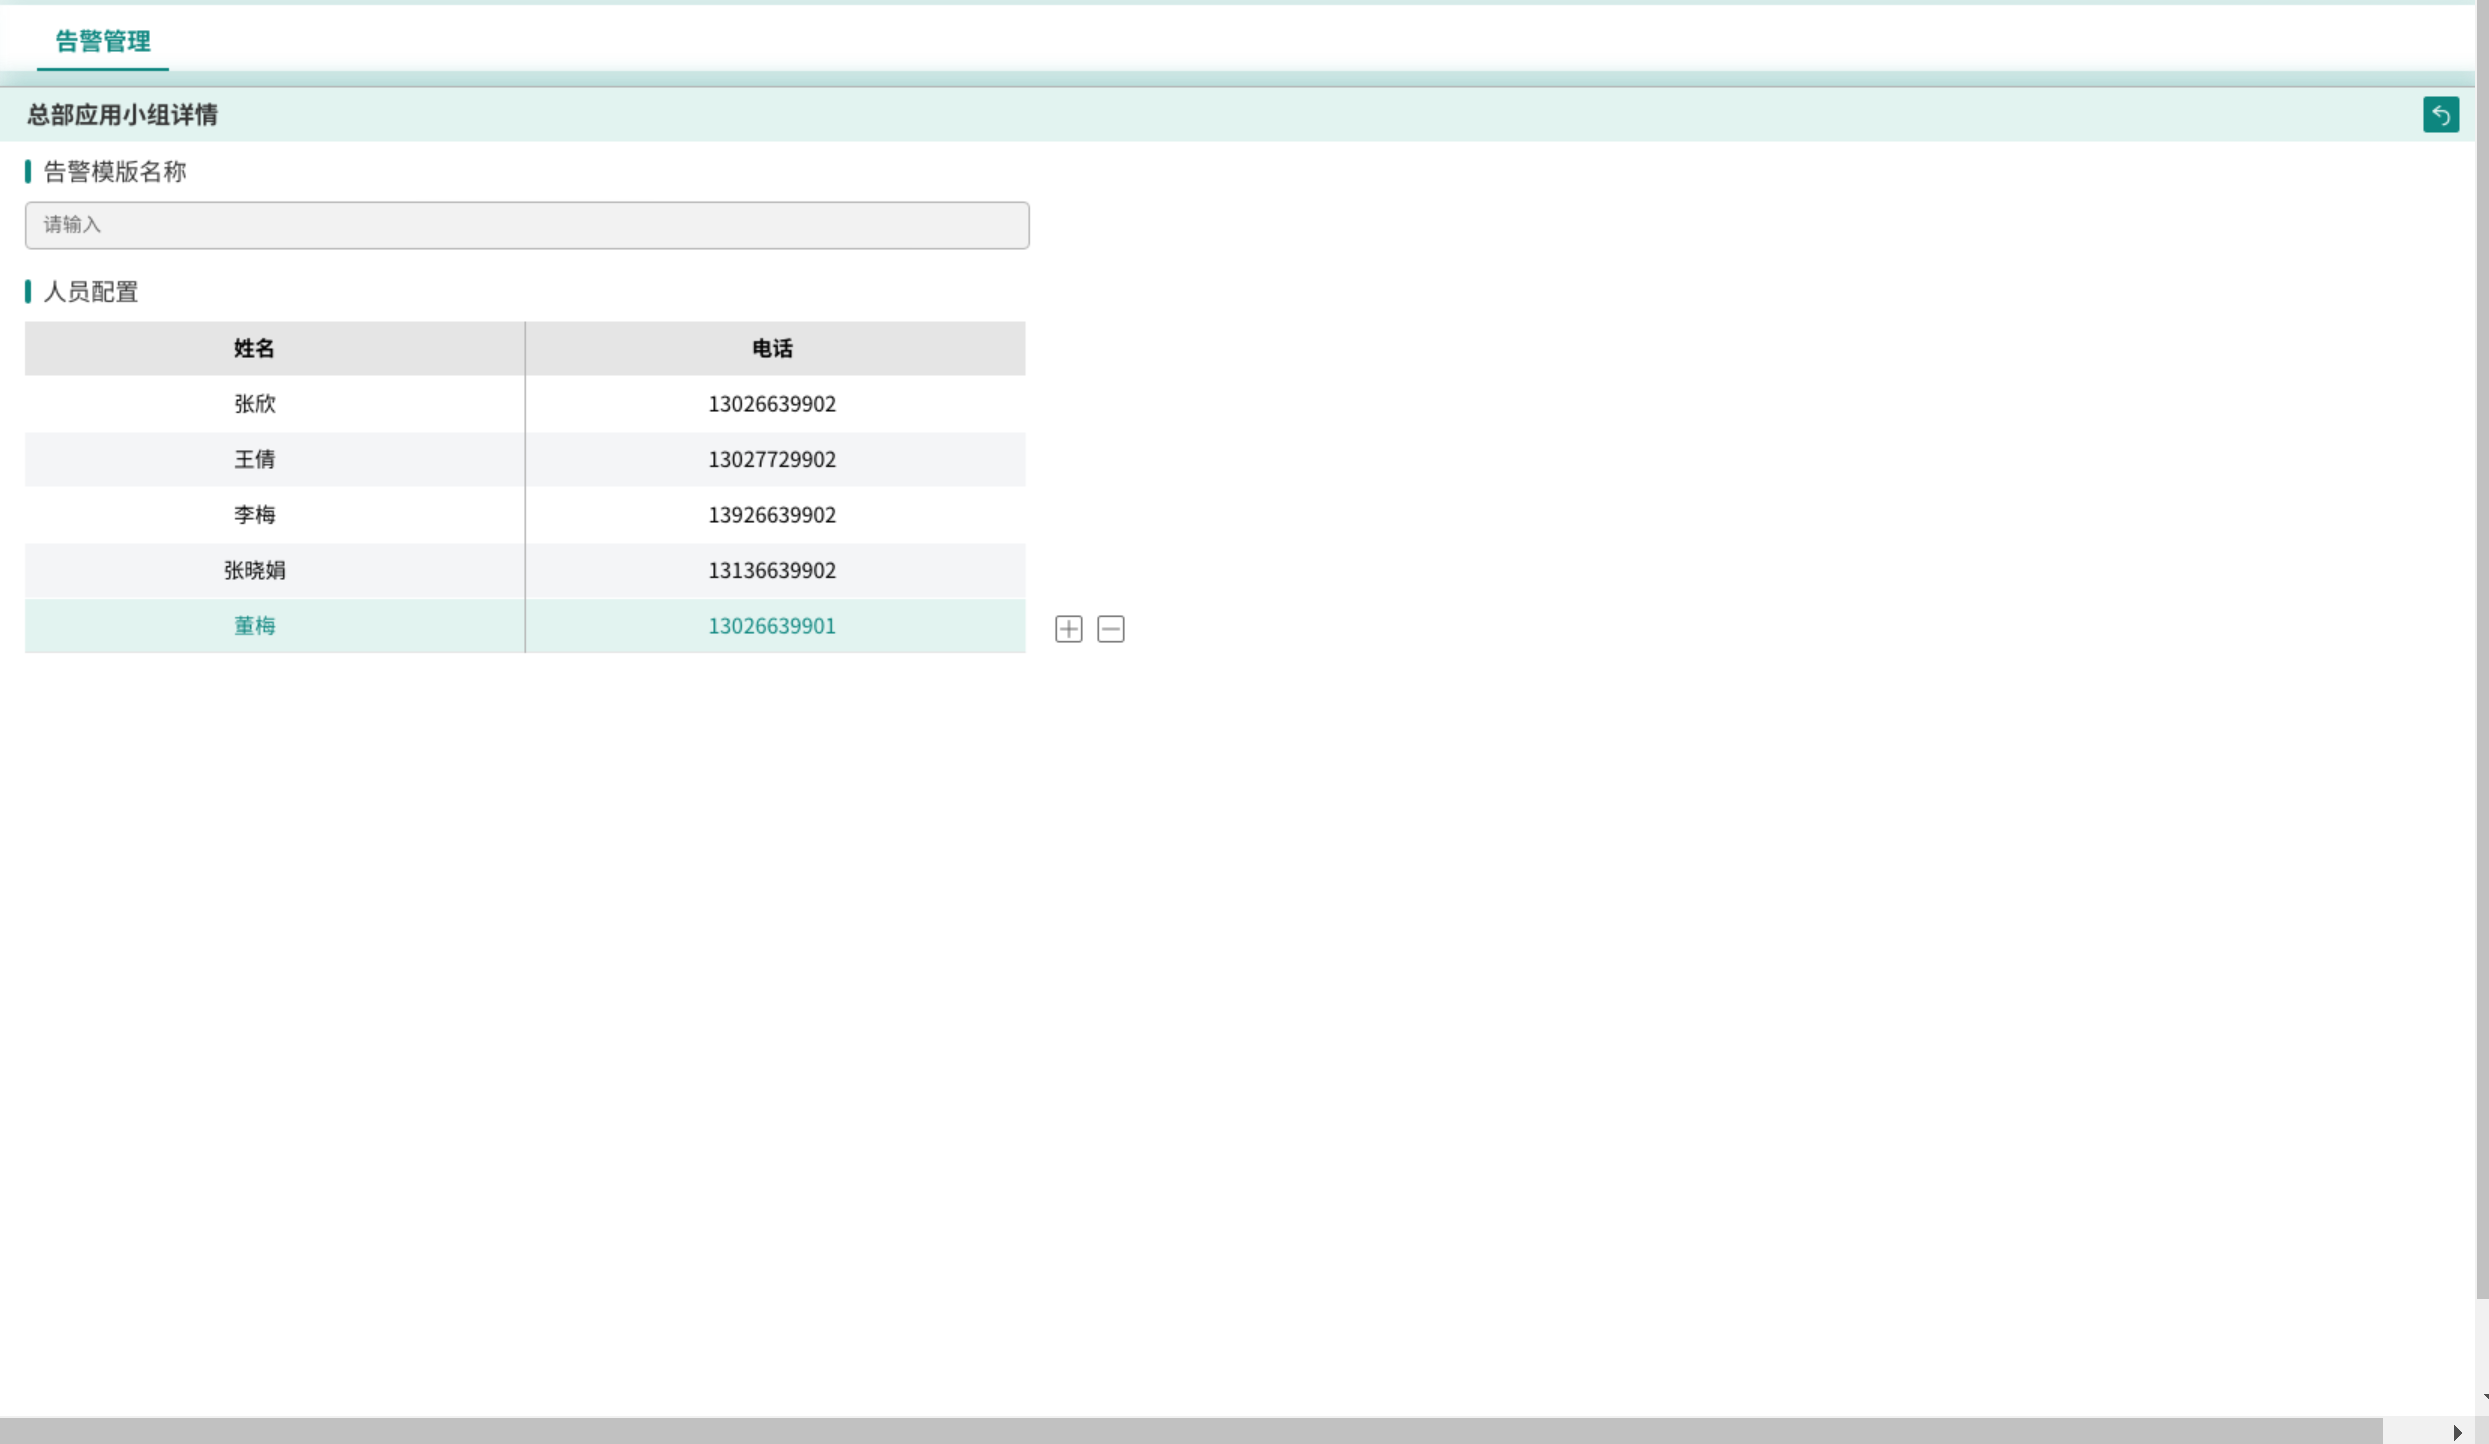 告警管理
总部应用小组详情
告警模版名称
请输入
人员配置
姓名 电话
张欣 13026639902
王倩 13027729902
李梅 13926639902
张晓娟 13136639902
董梅 13026639901